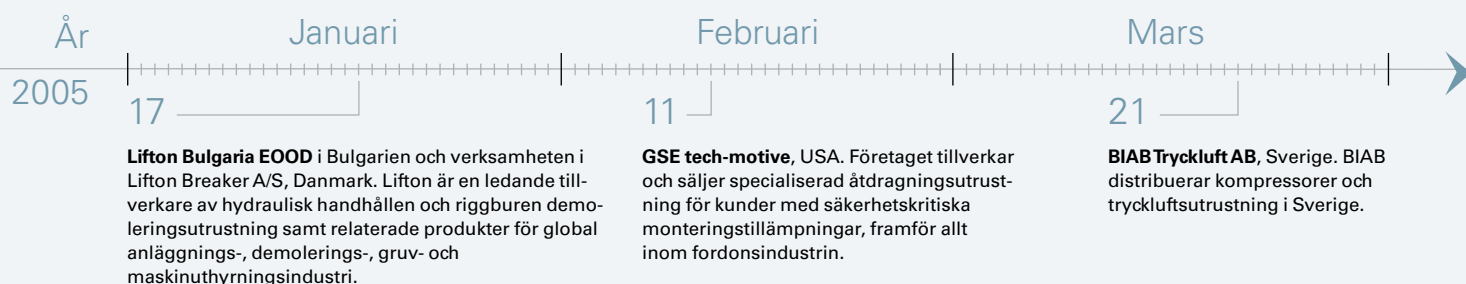 År
Januari
Februari
Mars
2005
17
11
21
Lifton Bulgaria EOOD i Bulgarien och verksamheten i
Lifton Breaker A/S, Danmark. Lifton är en ledande till-
verkare av hydraulisk handhållen och riggburen demo-
leringsutrustning samt relaterade produkter för global
anläggnings-, demolerings-, gruv- och
maskinuthyrningsindustri.
GSE tech-motive, USA. Företaget tillverkar
och säljer specialiserad åtdragningsutrust-
ning för kunder med säkerhetskritiska
monteringstillämpningar, framför allt
inom fordonsindustrin.
BIAB Tryckluft AB, Sverige. BIAB
distribuerar kompressorer och
tryckluftsutrustning i Sverige.